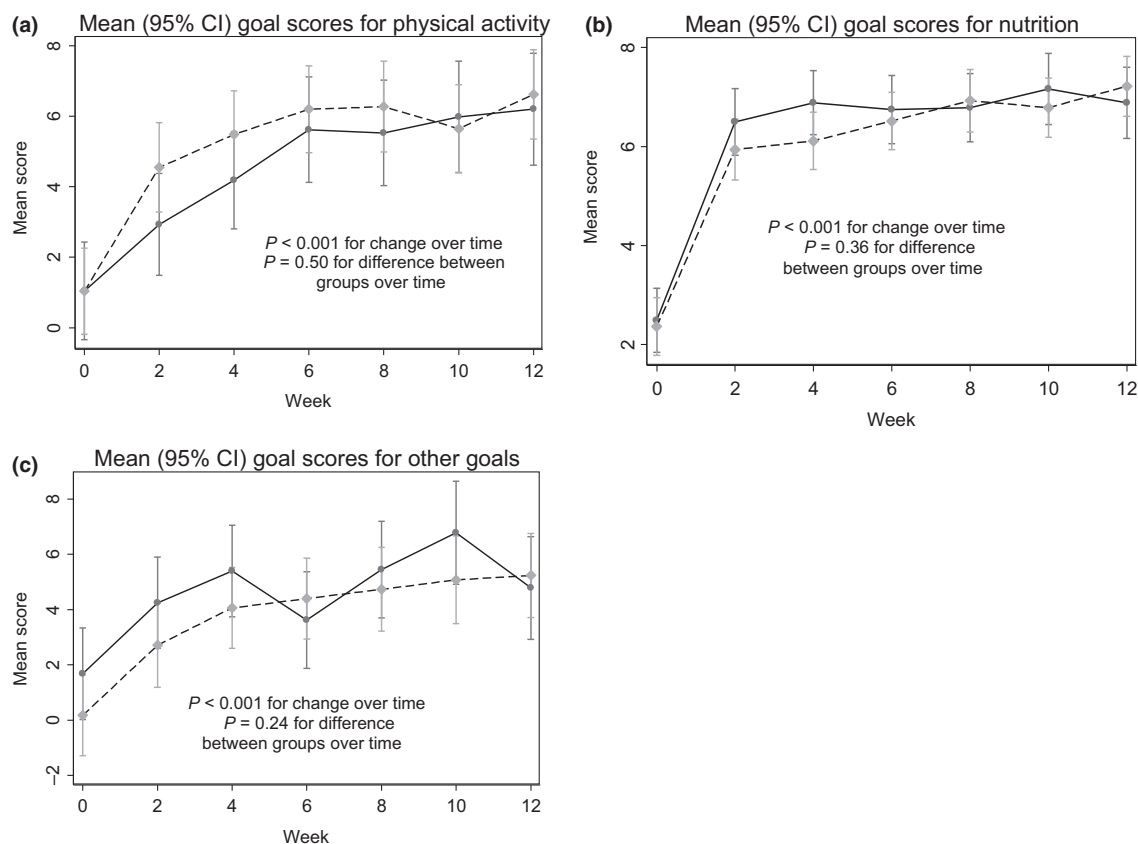 (a) Mean (95% CI) goal scores for physical activity
8
6
4
2
0
Mean score
P < 0.001 for change over time
P = 0.50 for difference between
groups over time
0 2 4 6 8 10 12
Week
(b) Mean (95% CI) goal scores for nutrition
8
6
4
2
Mean score
P < 0.001 for change over time
P = 0.36 for difference
between groups over time
0 2 4 6 8 10 12
Week
(c) Mean (95% CI) goal scores for other goals
8
6
4
2
0
−2
Mean score
P < 0.001 for change over time
P = 0.24 for difference
between groups over time
0 2 4 6 8 10 12
Week